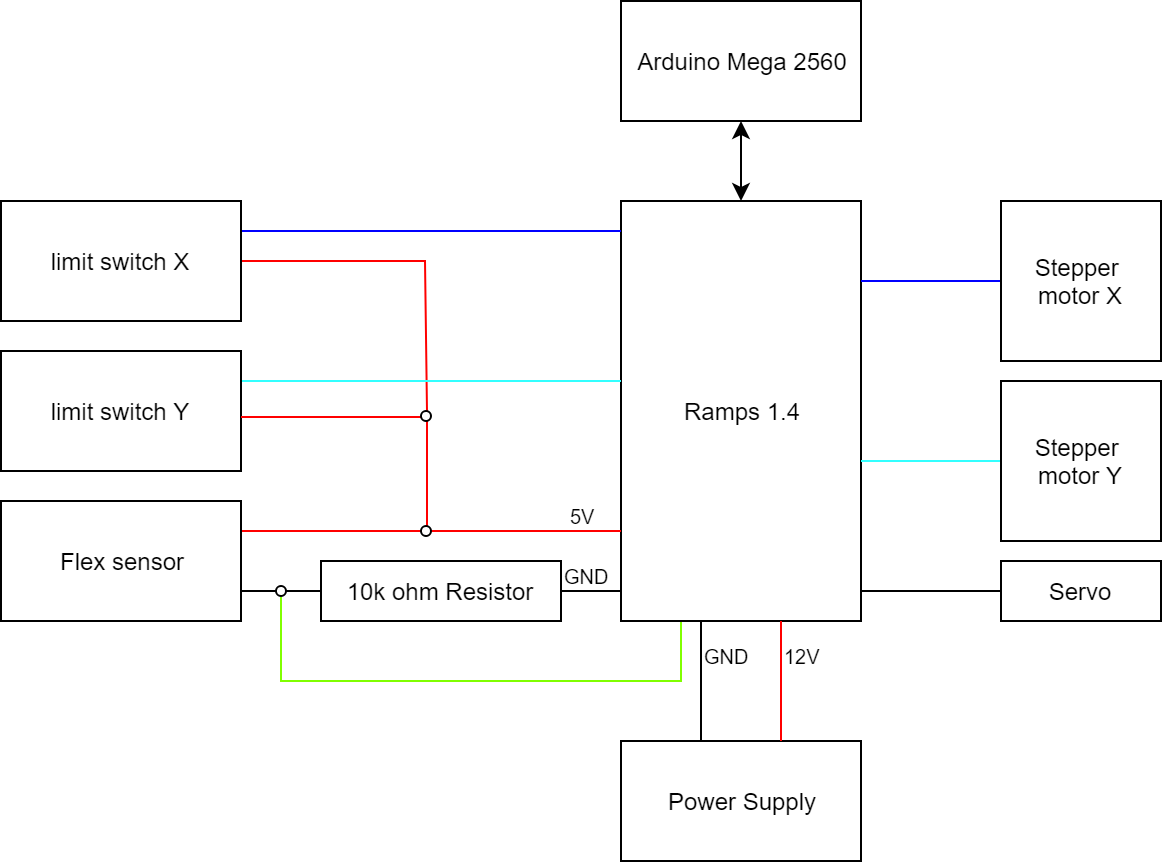 Arduino Mega 2560
limit switch X
Stepper
motor X
limit switch Y
Ramps 1.4
Stepper
motor Y
5V
Flex sensor
GND
10k ohm Resistor
Servo
GND
12V
Power Supply